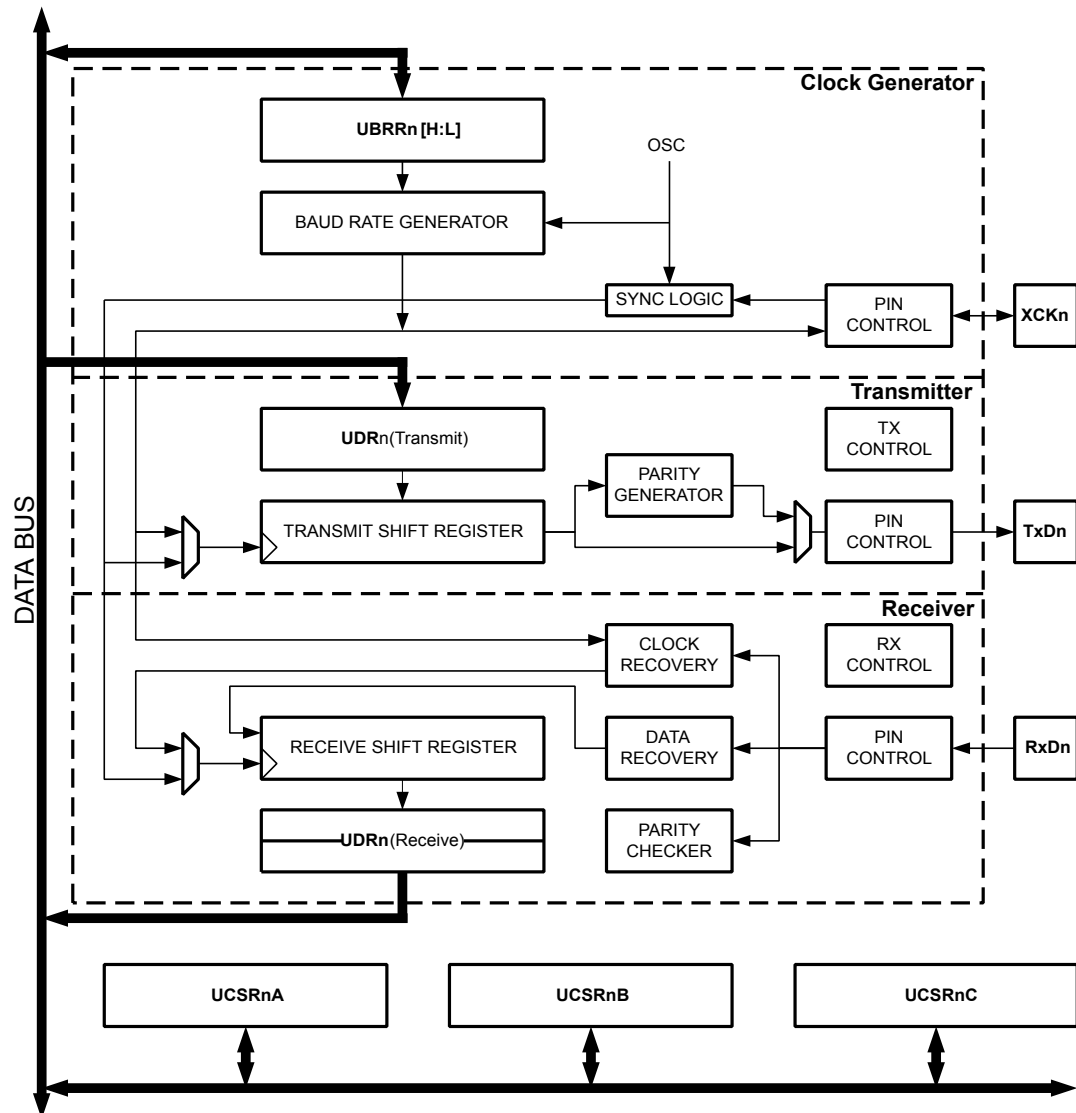 Clock Generator
UBRRn [H:L]
OSC
BAUD RATE GENERATOR
SYNC LOGIC
PIN
CONTROL
XCKn
Transmitter
UDRn(Transmit)
TX
CONTROL
PARITY
GENERATOR
TRANSMIT SHIFT REGISTER
PIN
CONTROL
TxDn
DATA BUS
Receiver
CLOCK
RECOVERY
RX
CONTROL
RECEIVE SHIFT REGISTER
DATA
RECOVERY
PIN
CONTROL
RxDn
UDRn(Receive)
PARITY
CHECKER
UCSRnA
UCSRnB
UCSRnC